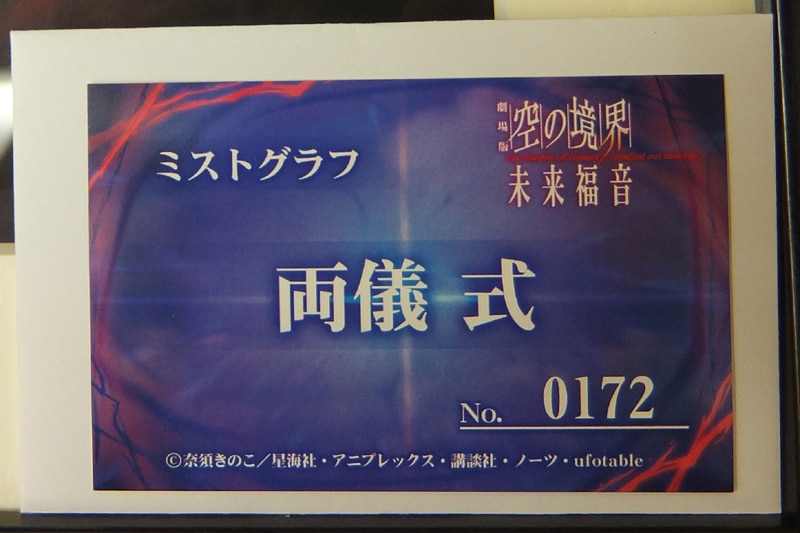 劇場版
空の境界
未来福音
ミストグラフ
両儀 式
No. 0172
©奈須きのこ／星海社・アニプレックス・講談社・ノーツ・ufotable